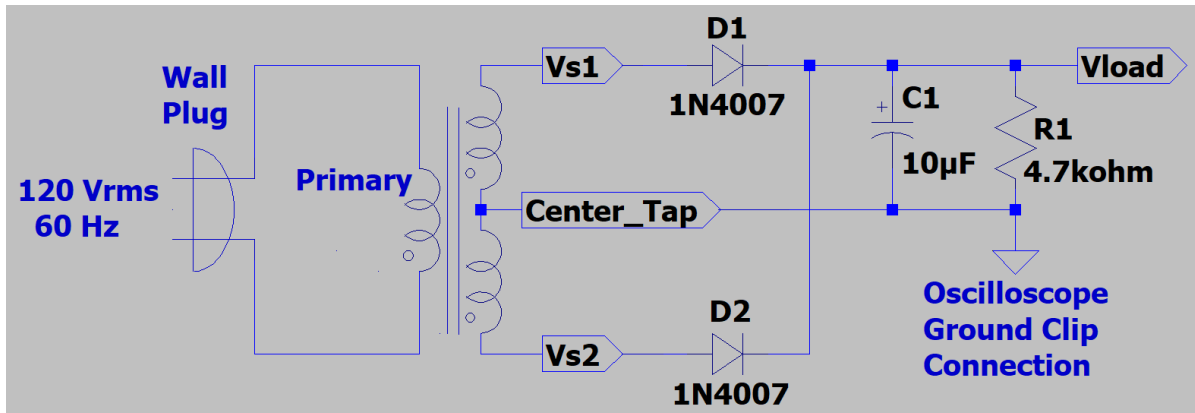 Wall
Plug
120 Vrms
60 Hz
Primary
Vs1
D1
1N4007
Vload
+
C1
10µF
R1
4.7kohm
Center_Tap
Vs2
D2
1N4007
Oscilloscope
Ground Clip
Connection